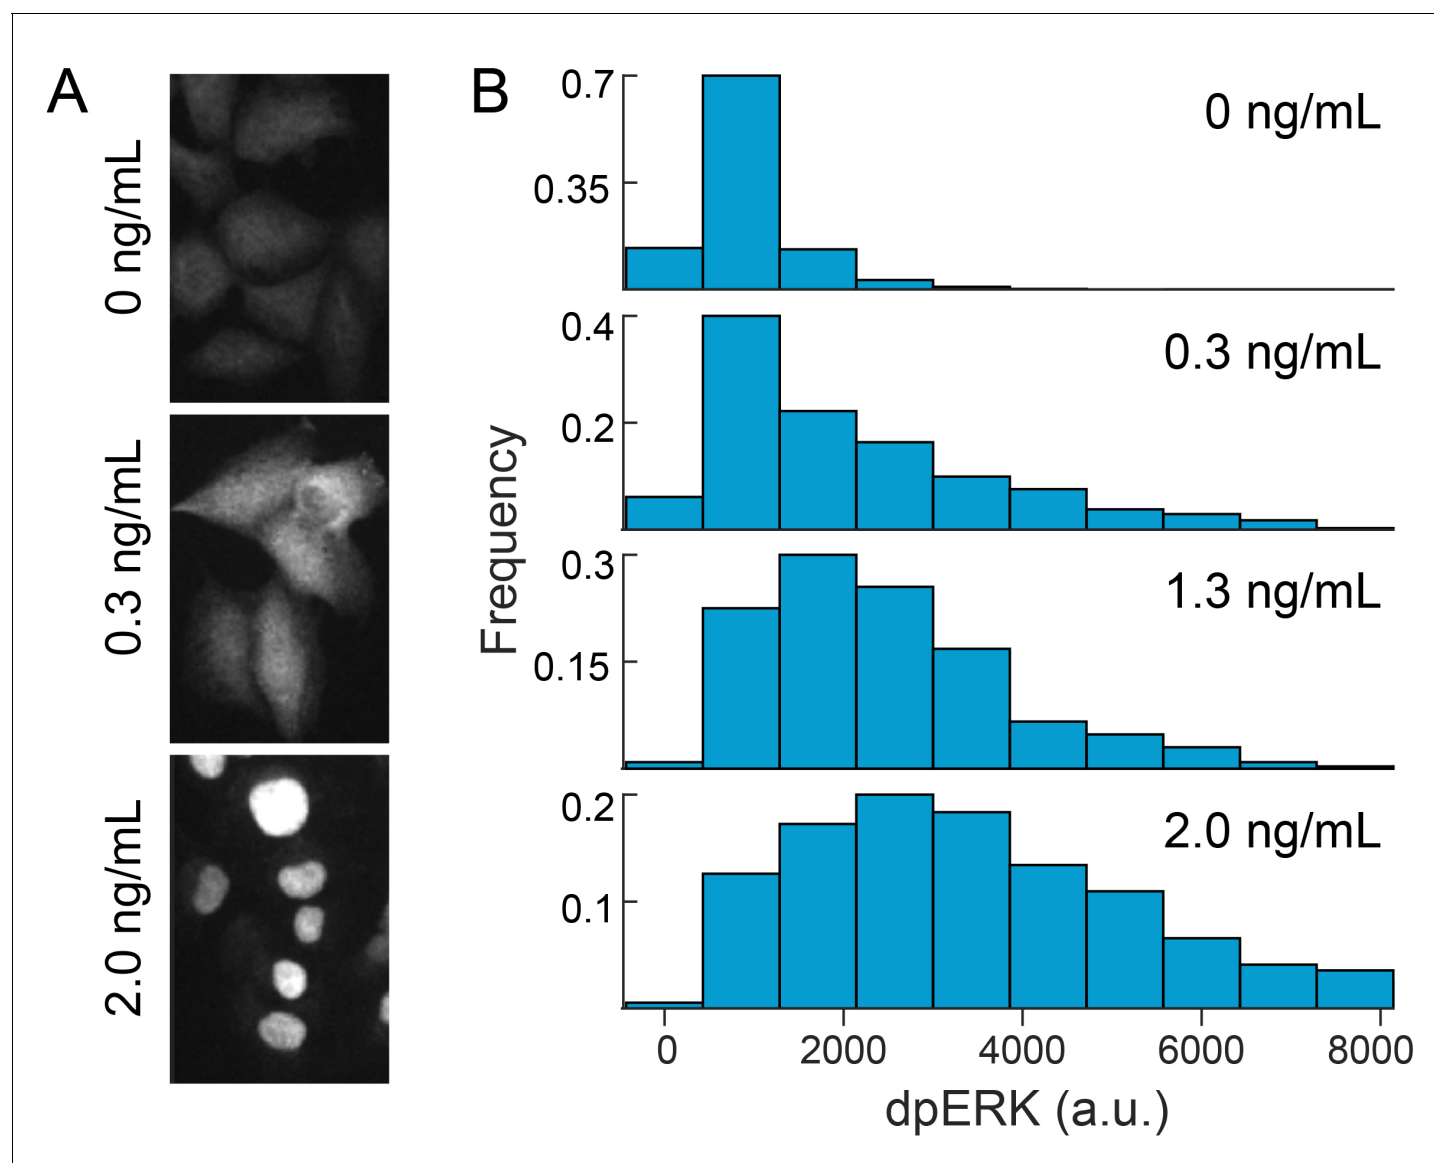 A
0 ng/mL
0.3 ng/mL
2.0 ng/mL
B
Frequency
0.7
0.35
0 ng/mL
0.4
0.2
0.3 ng/mL
0.3
0.15
1.3 ng/mL
0.2
0.1
2.0 ng/mL
0 2000 4000 6000 8000
dpERK (a.u.)